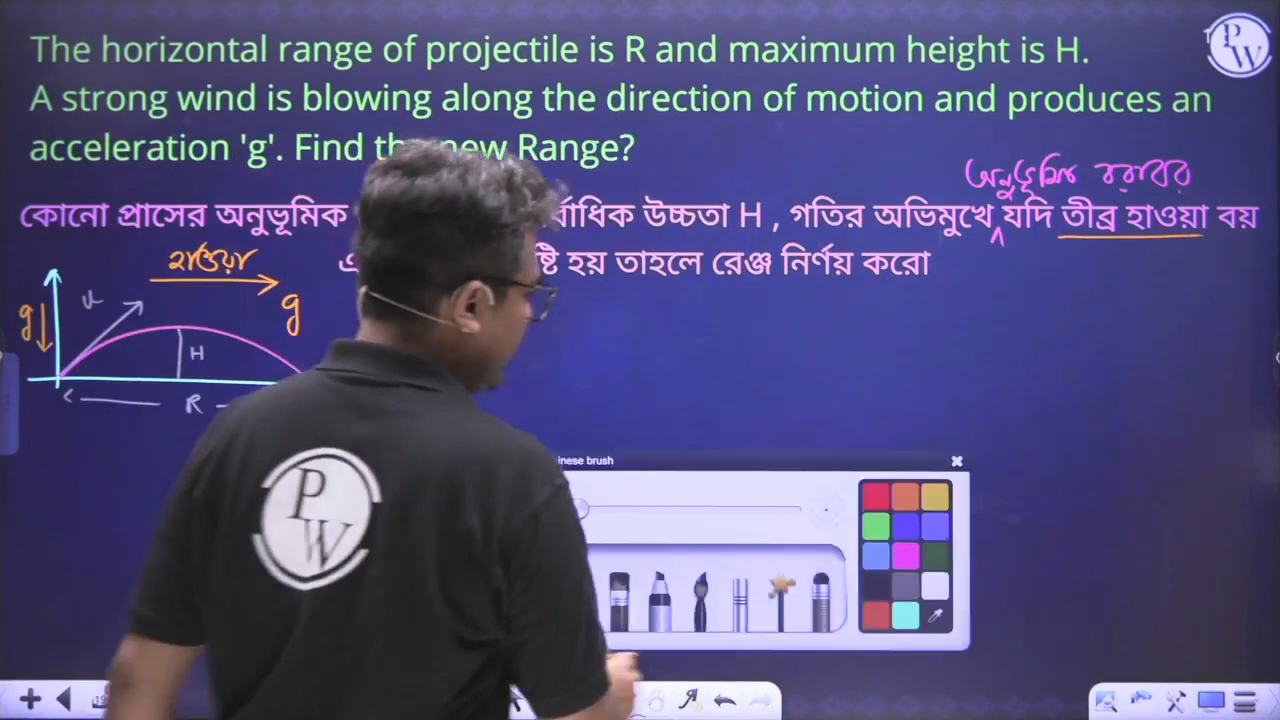 The horizontal range of projectile is R and maximum height is H.
A strong wind is blowing along the direction of motion and produces an
acceleration 'g'. Find new Range?
অনুভূমিক বরাবর
কোনো প্রাসের অনুভূমিক উচ্চতা H , গতির অভিমুখে যদি তীব্র হাওয়া বয়
হয় তাহলে রেঞ্জ নির্ণয় করো
হাওয়া
g
u
g
H
R
brush
PW
PW